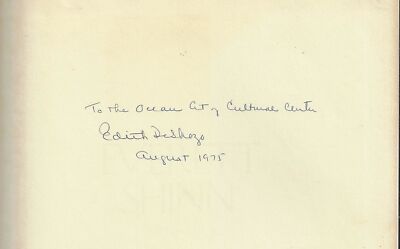 To the Ocean City Cultural Center
Edith DeShazo
August 1975